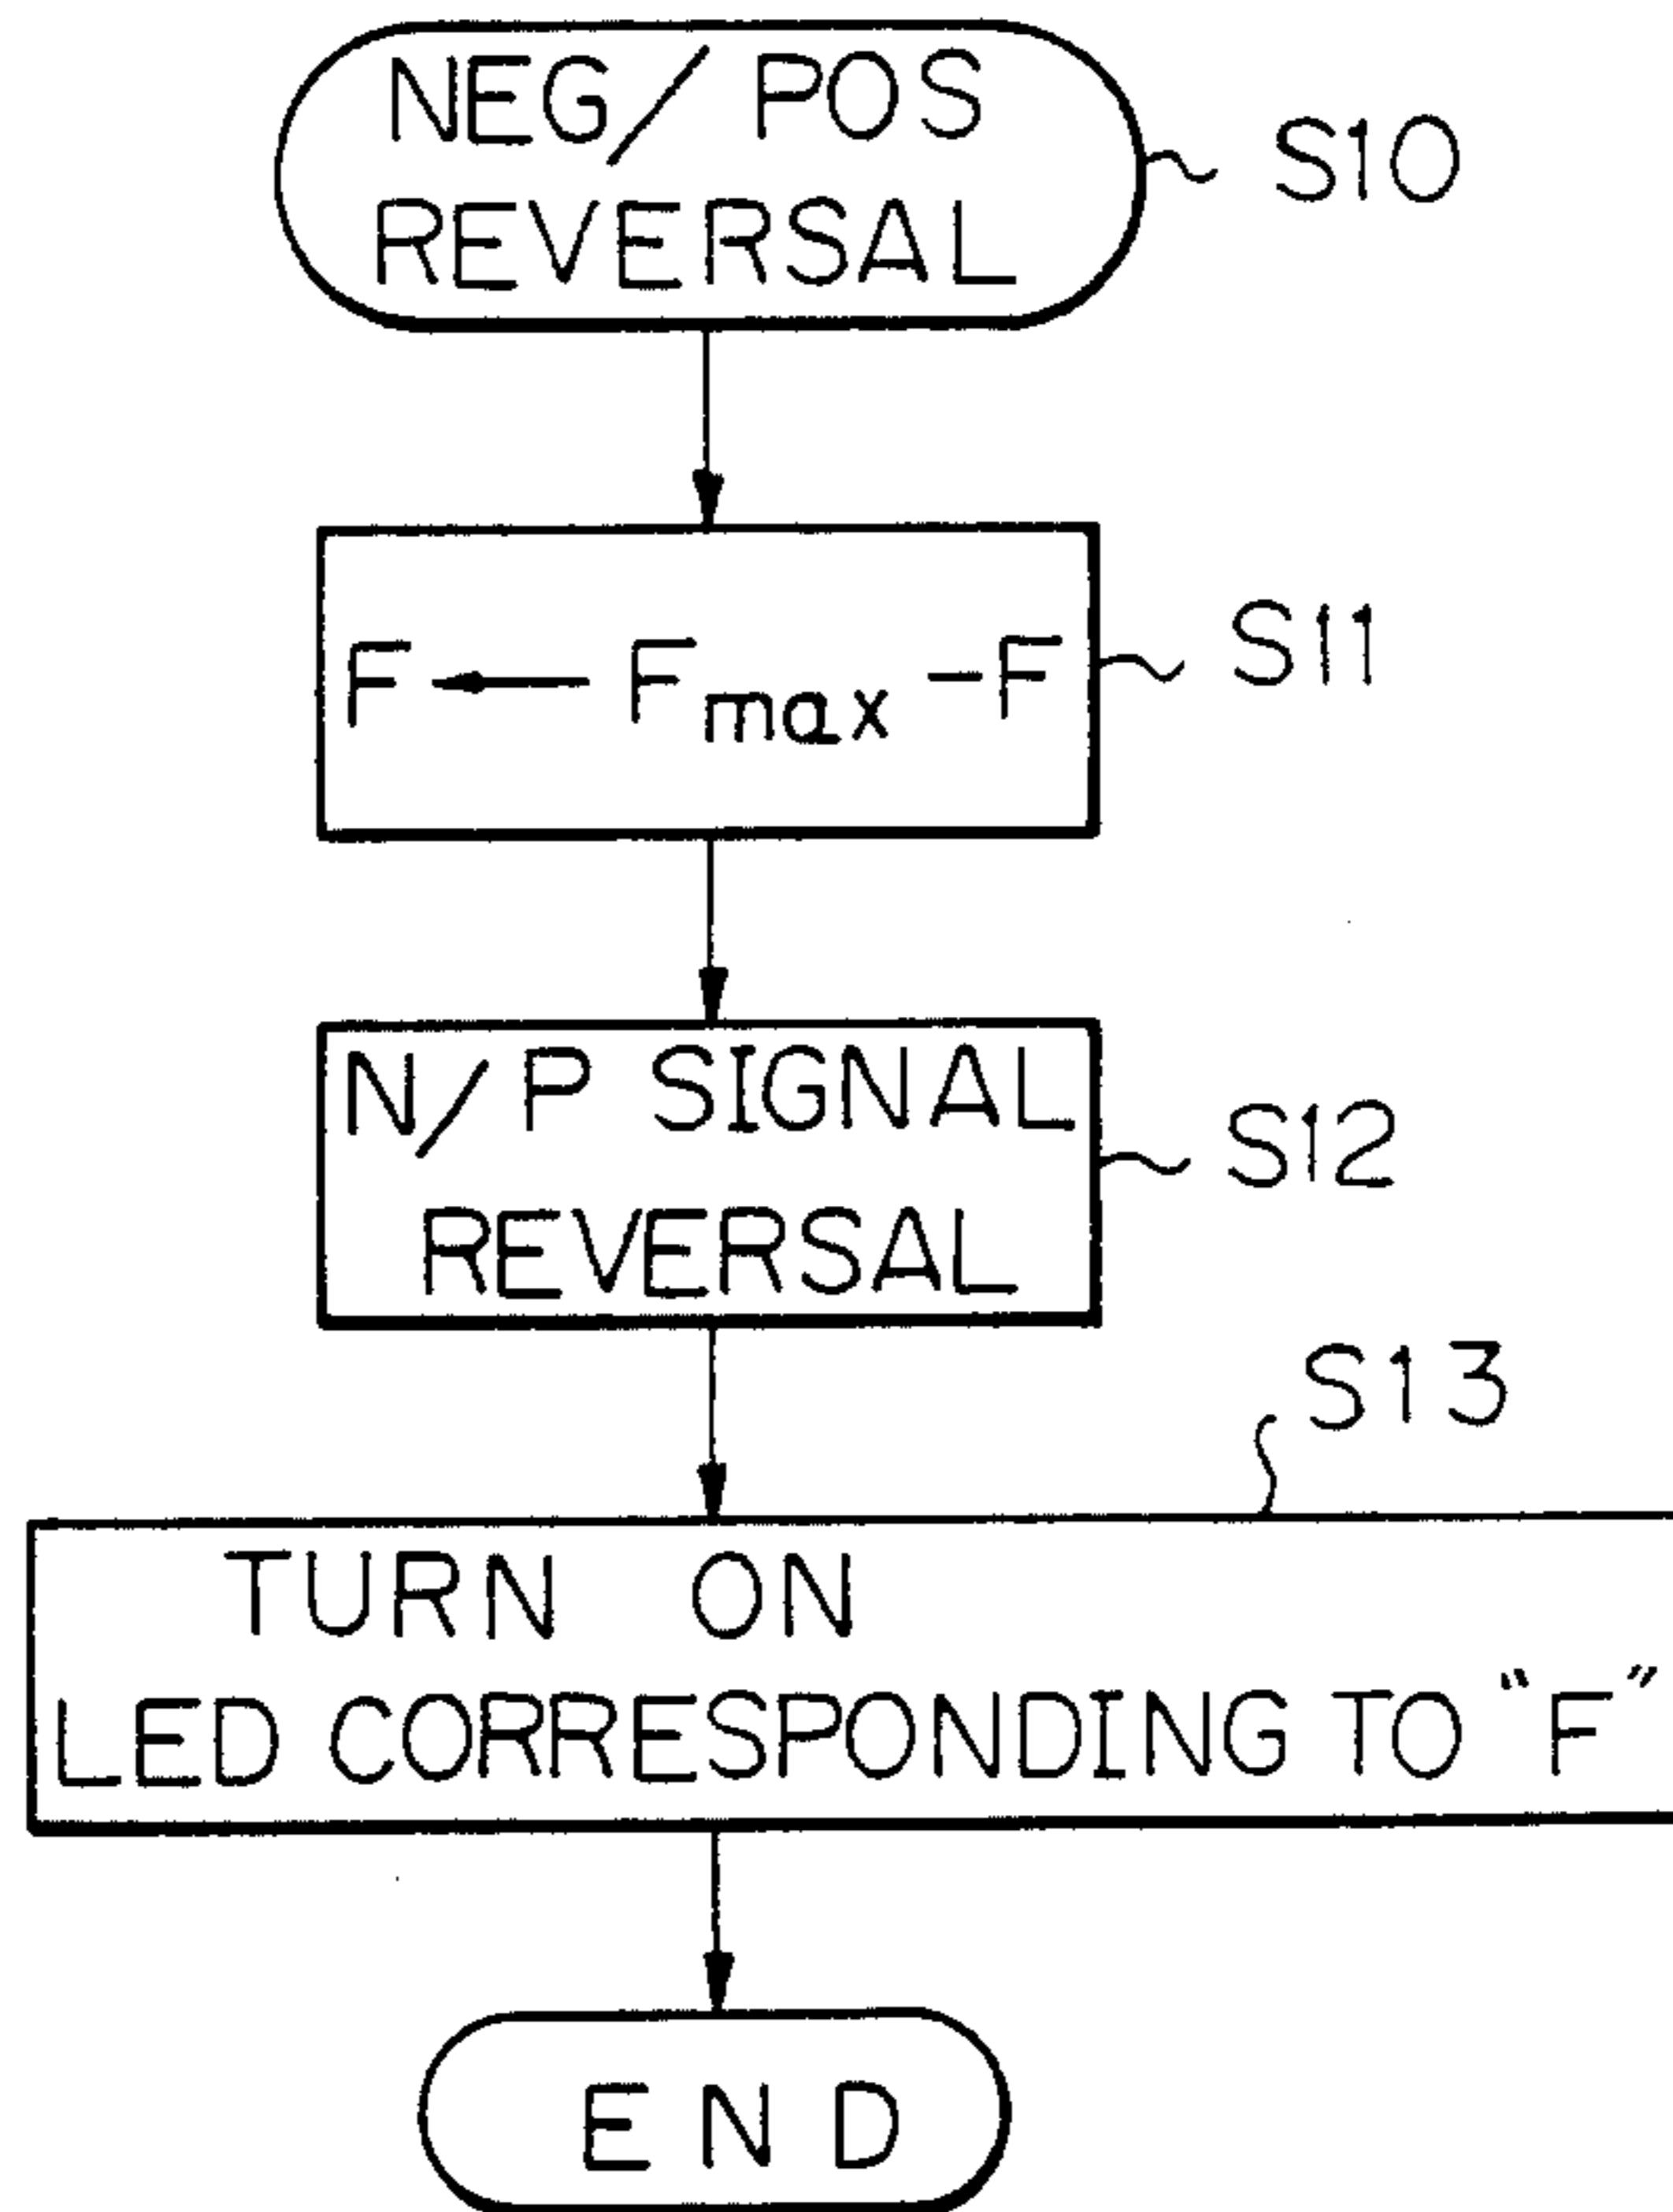 NEG/POS
REVERSAL
S10
F ← Fmax -F
S11
N/P SIGNAL
REVERSAL
S12
S13
TURN ON
LED CORRESPONDING TO "F"
END